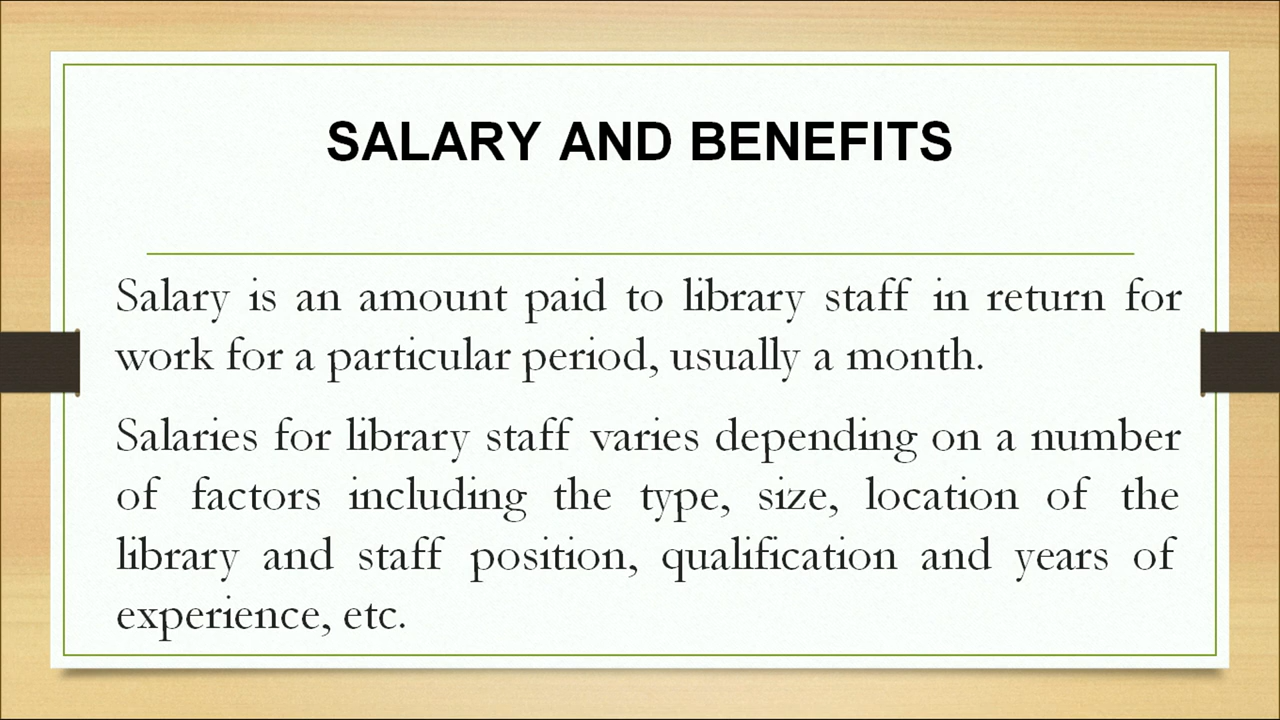 SALARY AND BENEFITS
Salary is an amount paid to library staff in return for
work for a particular period, usually a month.
Salaries for library staff varies depending on a number
of factors including the type, size, location of the
library and staff position, qualification and years of
experience, etc.